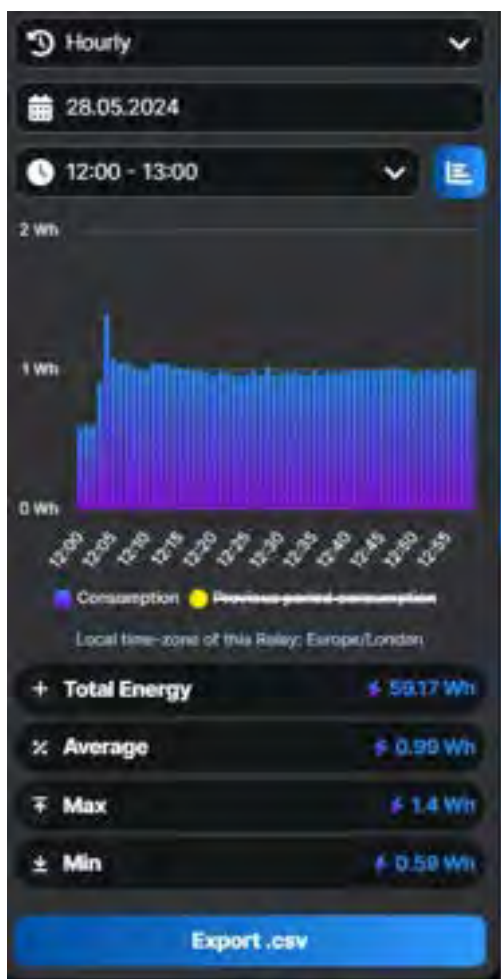 Hourly
28.05.2024
12:00 - 13:00
2 Wh
1 Wh
0 Wh
12:00 12:05 12:10 12:15 12:20 12:25 12:30 12:35 12:40 12:45 12:50 12:55
Consumption Previous period consumption
Local time-zone of this Relay: Europe/London
+ Total Energy 59.17 Wh
% Average 0.99 Wh
Max 1.4 Wh
Min 0.59 Wh
Export .csv